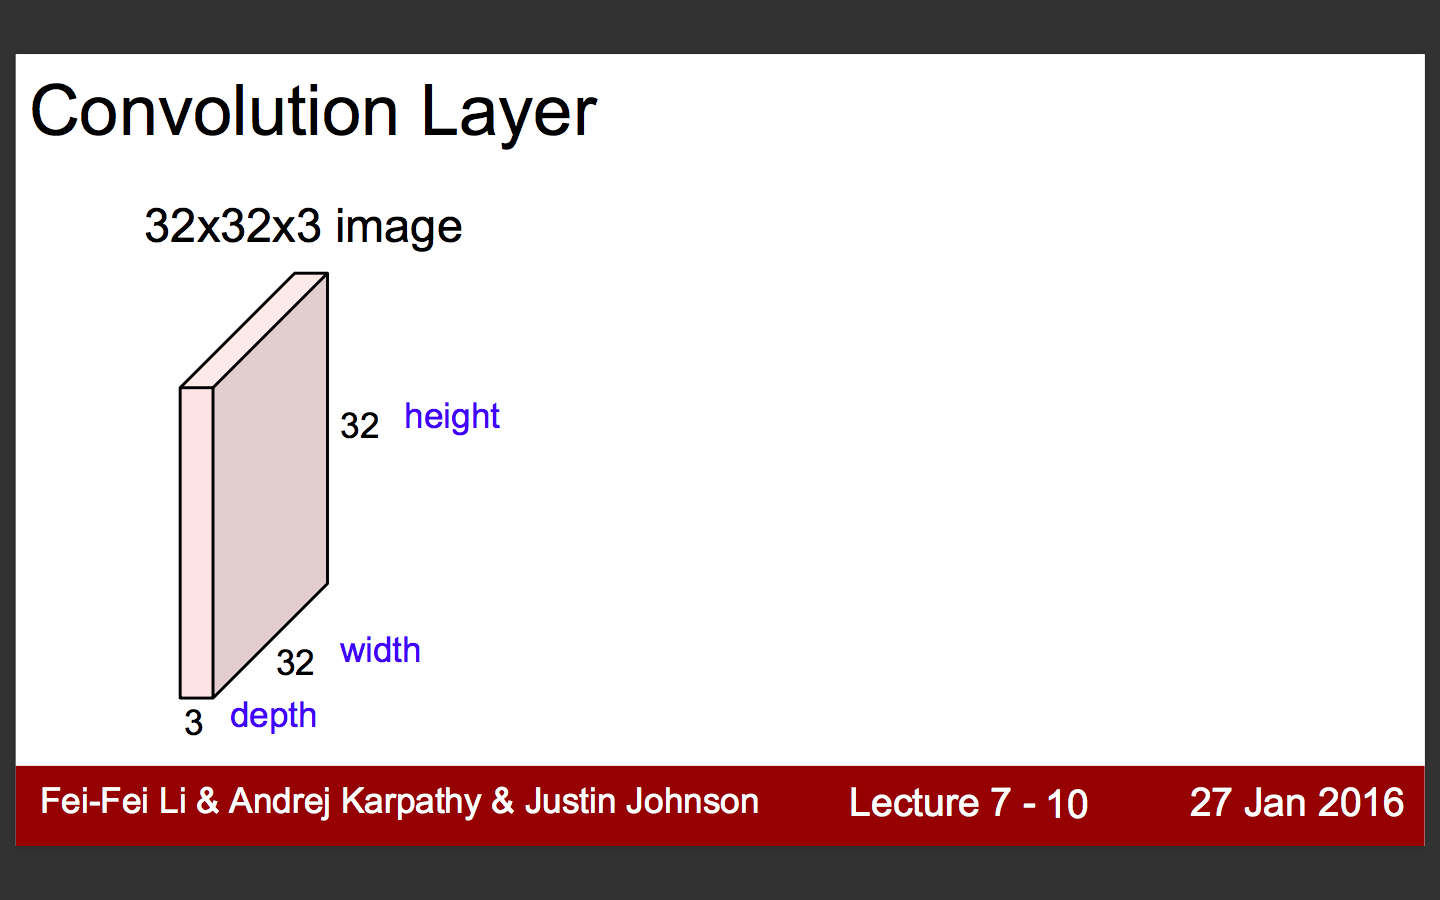 Convolution Layer
32x32x3 image
32 height
32 width
3 depth
Fei-Fei Li & Andrej Karpathy & Justin Johnson Lecture 7 - 10 27 Jan 2016